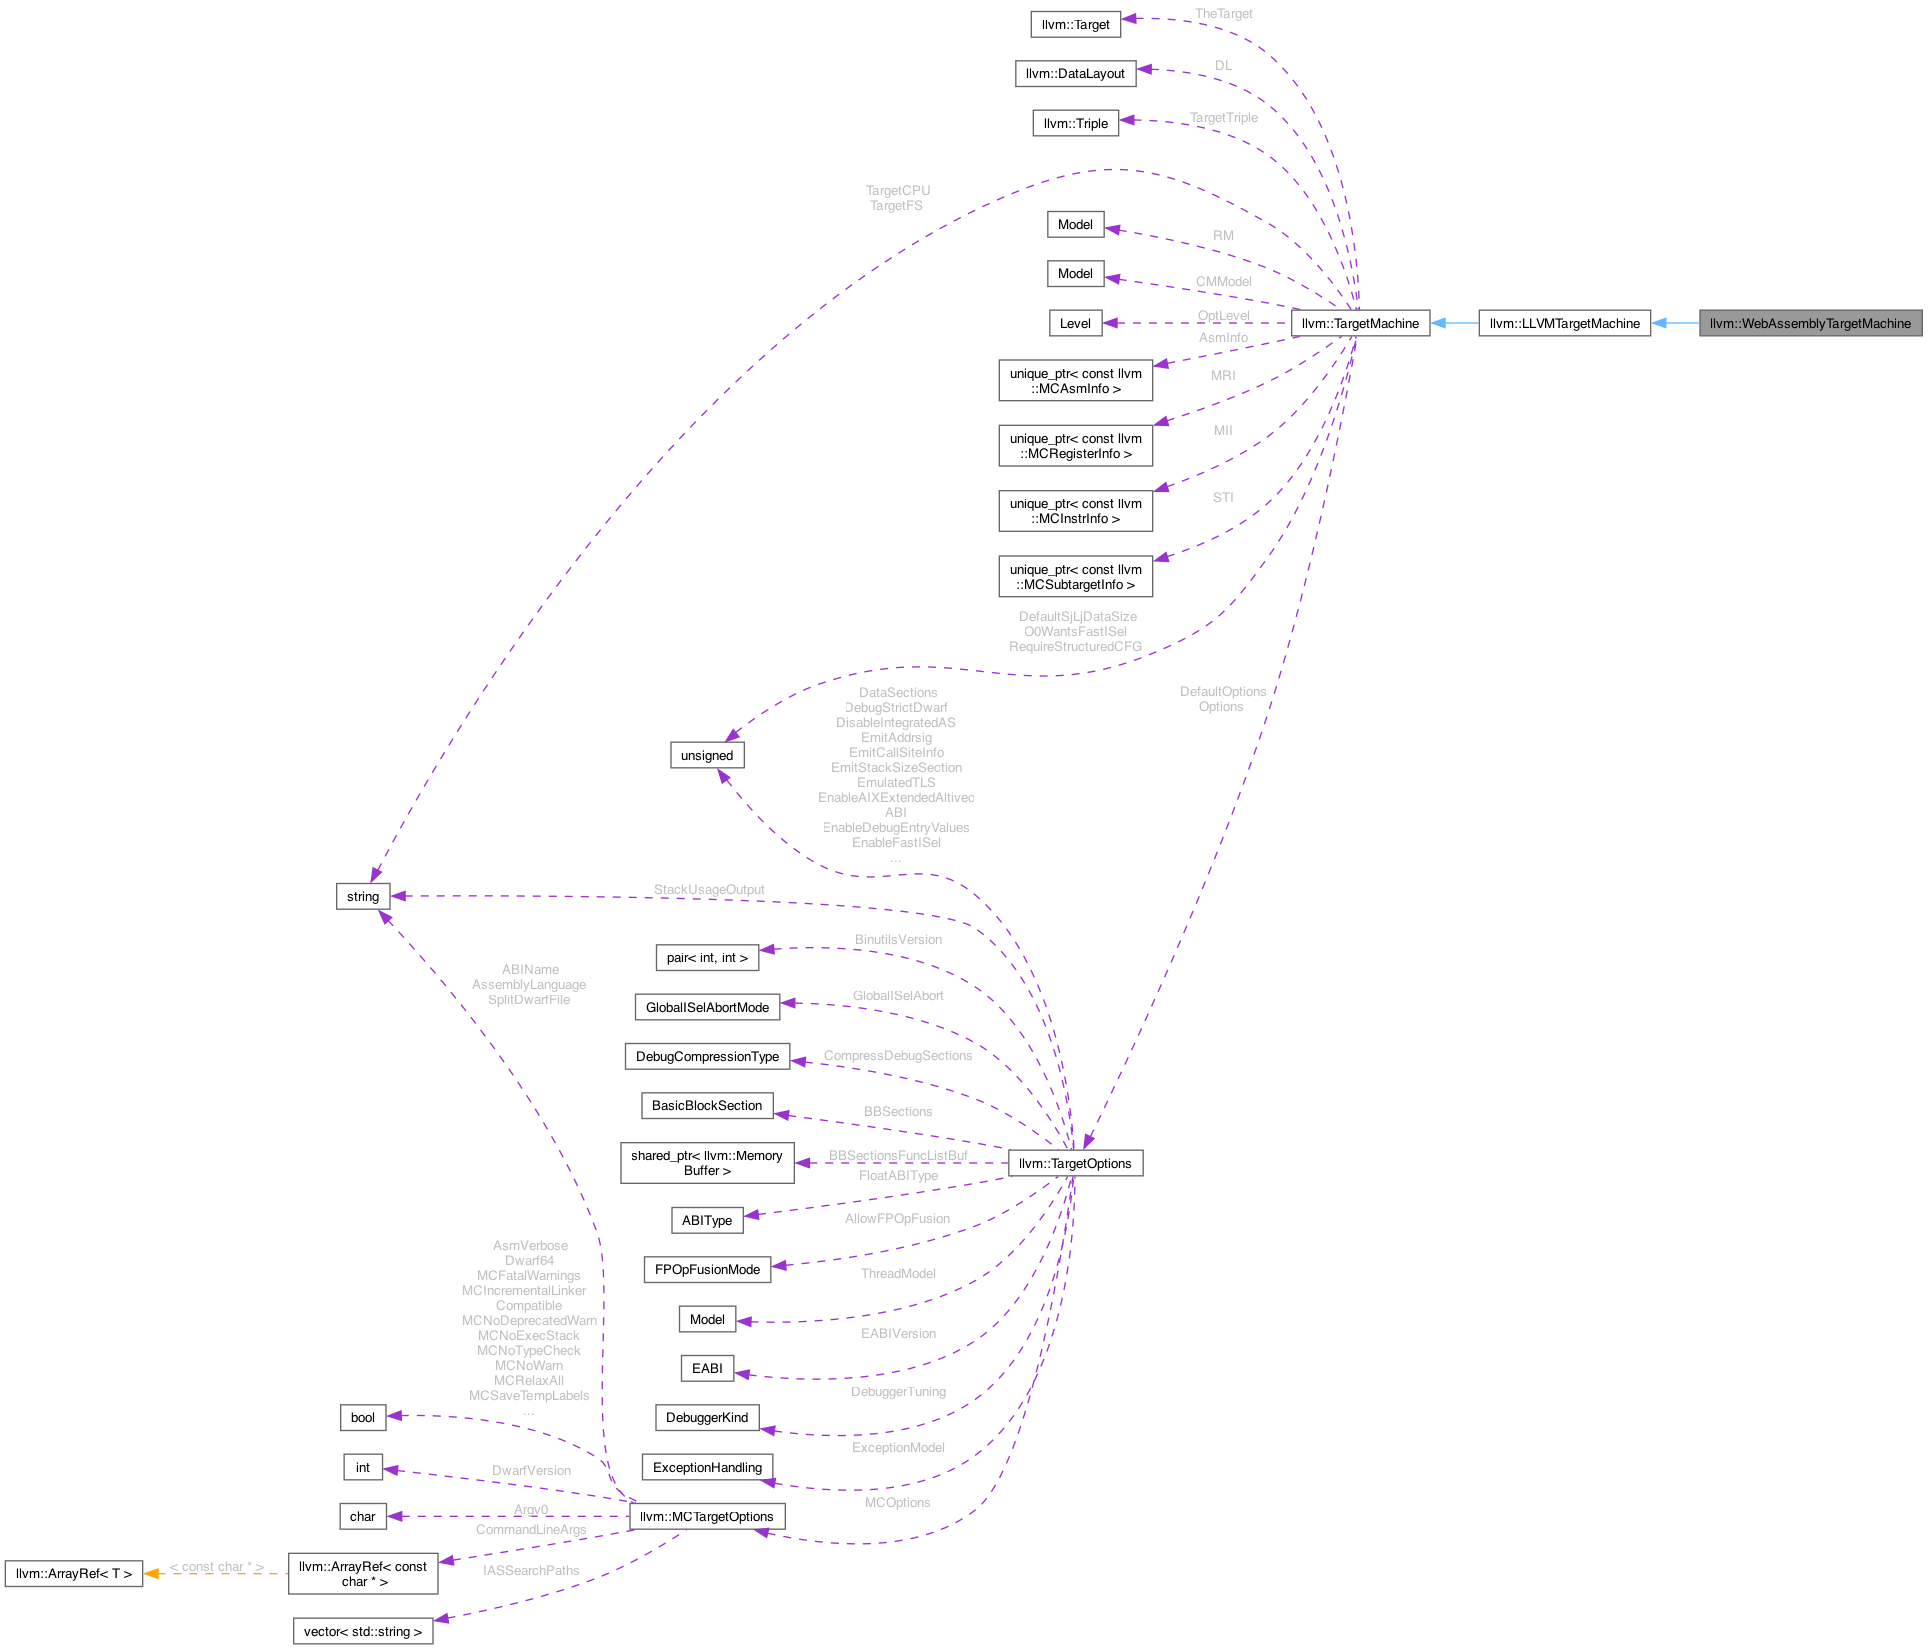 TheTarget
llvm::Target
DL
llvm::DataLayout
TargetTriple
llvm::Triple
TargetCPU
TargetFS
Model
RM
Model
CMModel
Level
OptLevel
llvm::TargetMachine
llvm::LLVMTargetMachine
llvm::WebAssemblyTargetMachine
AsmInfo
unique_ptr< const llvm
::MCAsmInfo >
MRI
unique_ptr< const llvm
::MCRegisterInfo >
MII
unique_ptr< const llvm
::MCInstrInfo >
STI
unique_ptr< const llvm
::MCSubtargetInfo >
DefaultSjLjDataSize
O0WantsFastISel
RequireStructuredCFG
DefaultOptions
Options
DataSections
DebugStrictDwarf
DisableIntegratedAS
EmitAddrsig
EmitCallSiteInfo
EmitStackSizeSection
EmulatedTLS
EnableAIXExtendedAltivec
ABI
EnableDebugEntryValues
EnableFastISel
...
unsigned
string
StackUsageOutput
pair< int, int >
BinutilsVersion
ABIName
AssemblyLanguage
SplitDwarfFile
GlobalISelAbortMode
GlobalISelAbort
DebugCompressionType
CompressDebugSections
BasicBlockSection
BBSections
shared_ptr< llvm::Memory
Buffer >
BBSectionsFuncListBuf
llvm::TargetOptions
FloatABIType
ABIType
AllowFPOpFusion
FPOpFusionMode
ThreadModel
Model
EABIVersion
EABI
DebuggerTuning
DebuggerKind
ExceptionModel
ExceptionHandling
MCOptions
AsmVerbose
Dwarf64
MCFatalWarnings
MCIncrementalLinker
Compatible
MCNoDeprecatedWarn
MCNoExecStack
MCNoTypeCheck
MCNoWarn
MCRelaxAll
MCSaveTempLabels
...
bool
int
DwarfVersion
char
Argv0
llvm::MCTargetOptions
CommandLineArgs
llvm::ArrayRef< T >
< const char * >
llvm::ArrayRef< const
char * >
IASSearchPaths
vector< std::string >